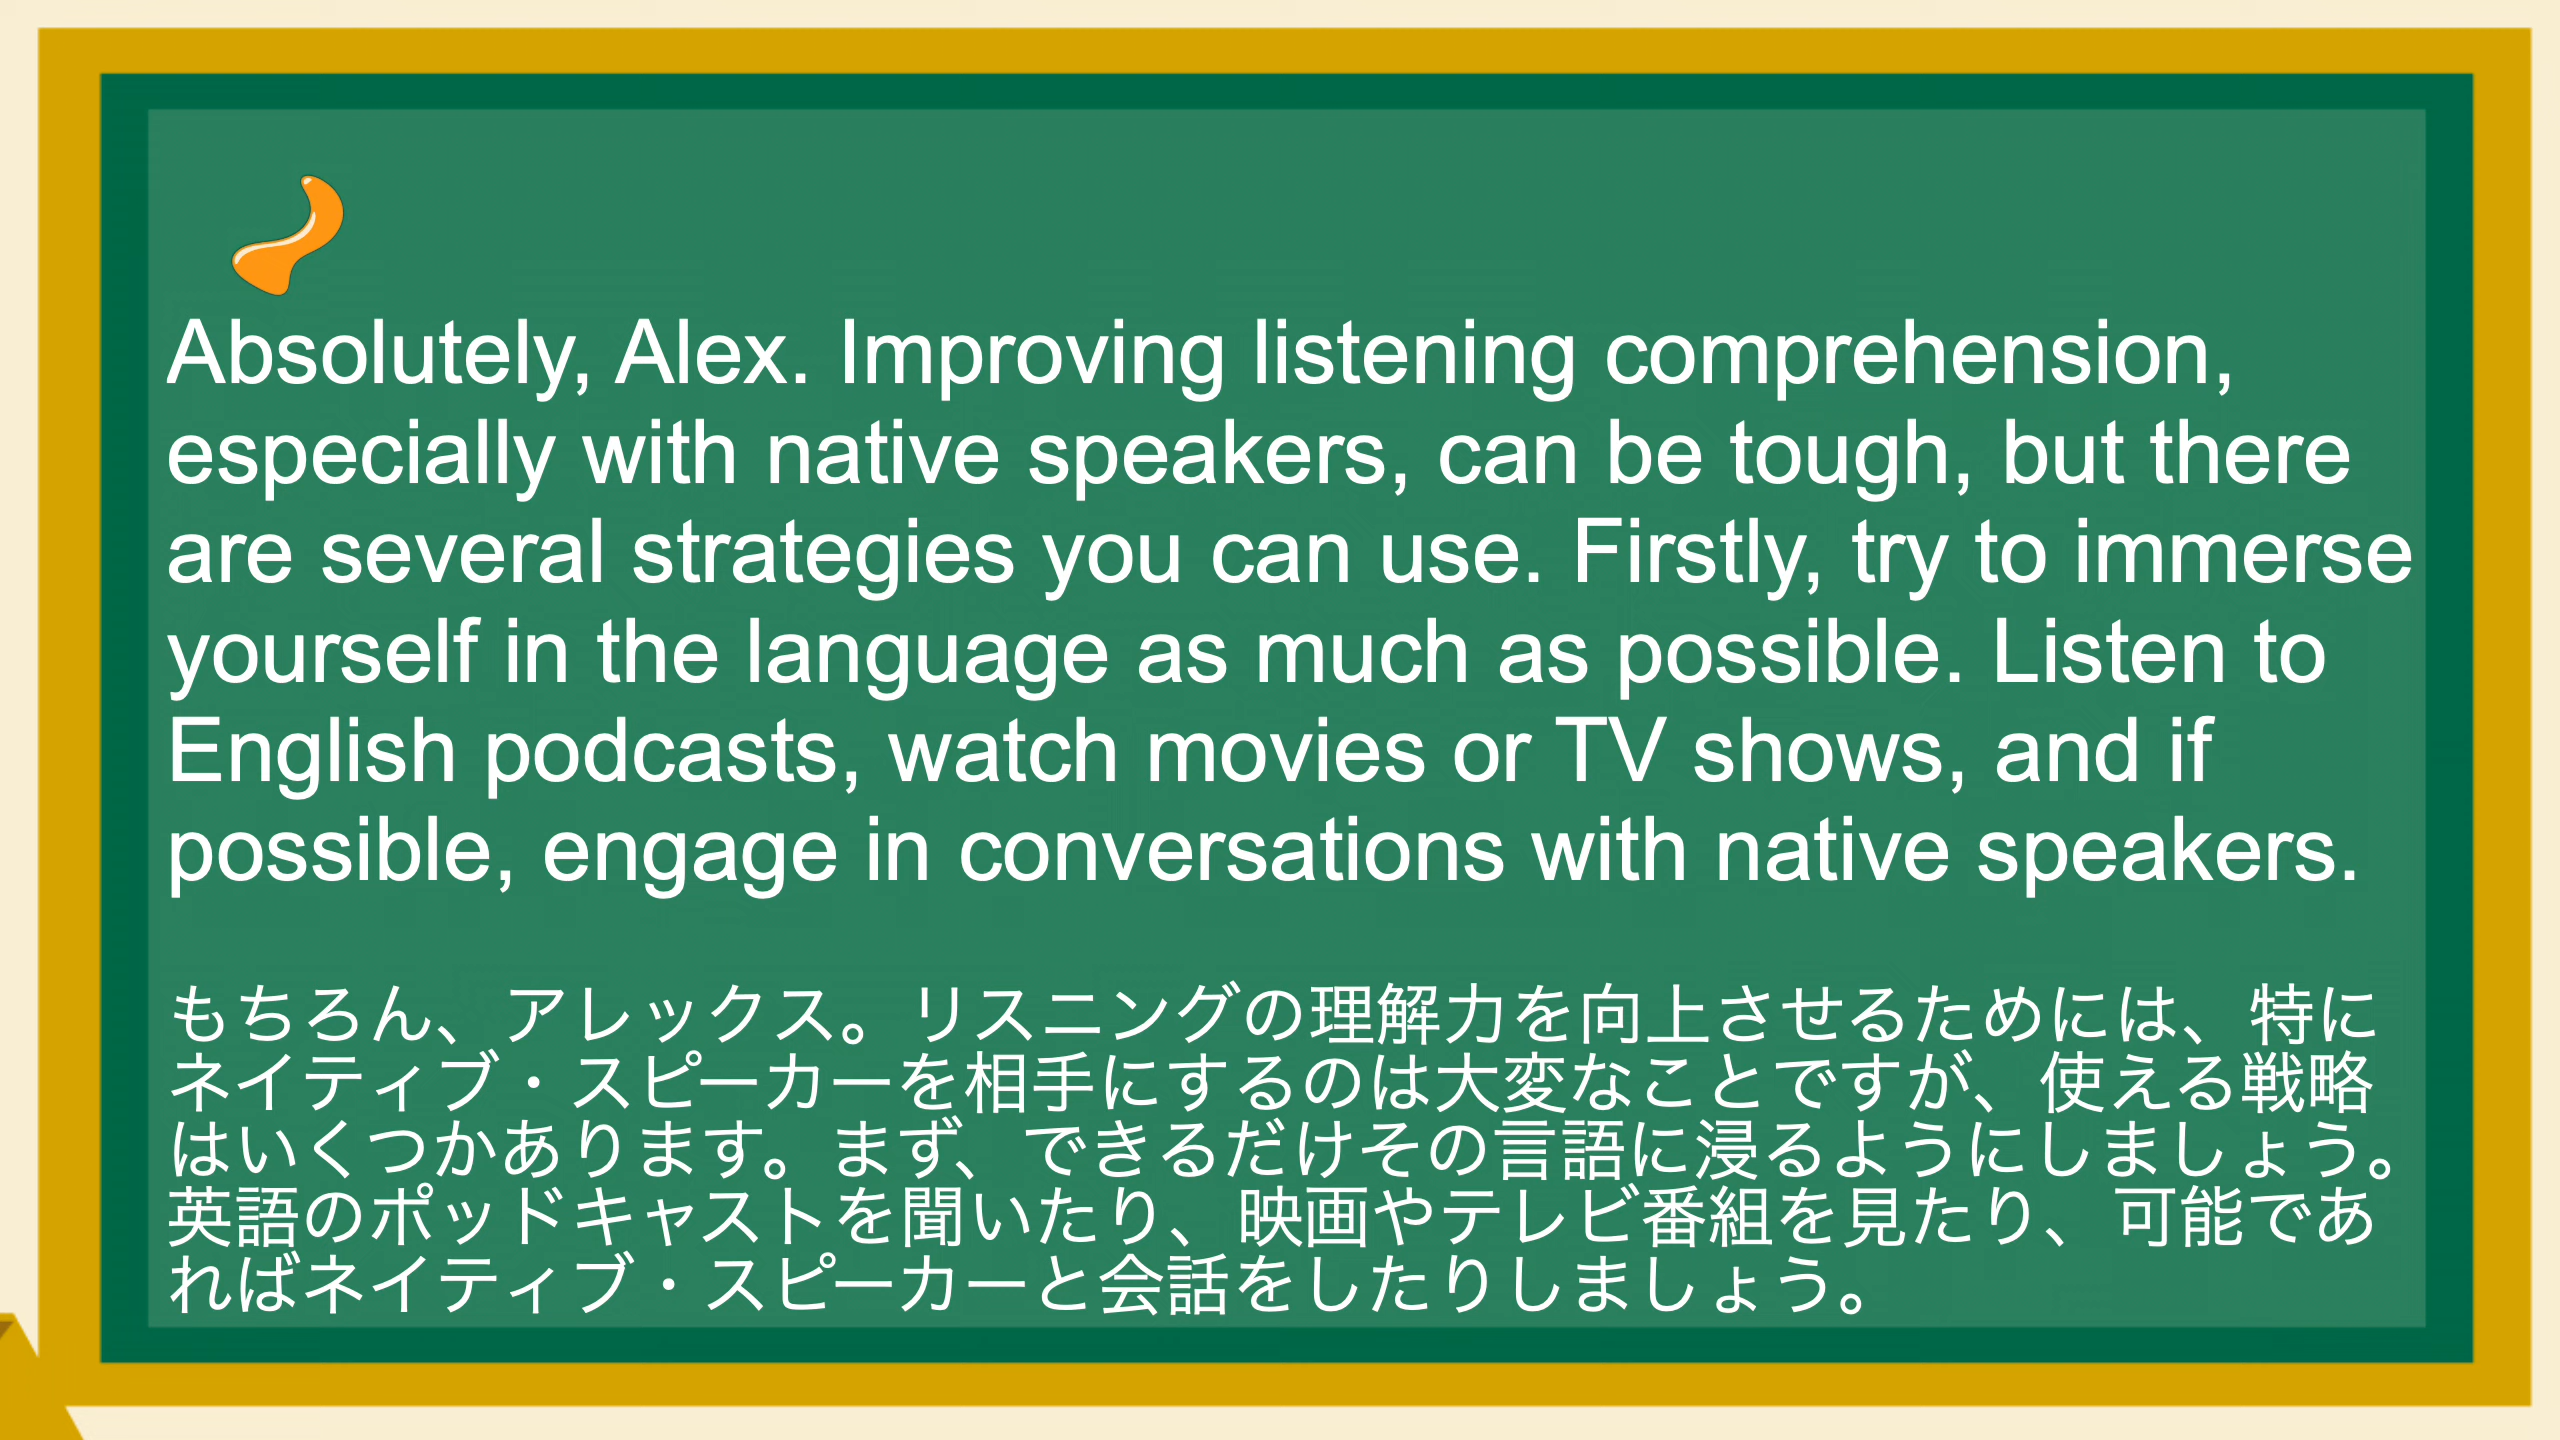 Absolutely, Alex. Improving listening comprehension,
especially with native speakers, can be tough, but there
are several strategies you can use. Firstly, try to immerse
yourself in the language as much as possible. Listen to
English podcasts, watch movies or TV shows, and if
possible, engage in conversations with native speakers.
もちろん、アレックス。リスニングの理解力を向上させるためには、特に
ネイティブ・スピーカーを相手にするのは大変なことですが、使える戦略
はいくつかあります。まず、できるだけその言語に浸るようにしましょう。
英語のポッドキャストを聞いたり、映画やテレビ番組を見たり、可能であ
ればネイティブ・スピーカーと会話をしたりしましょう。